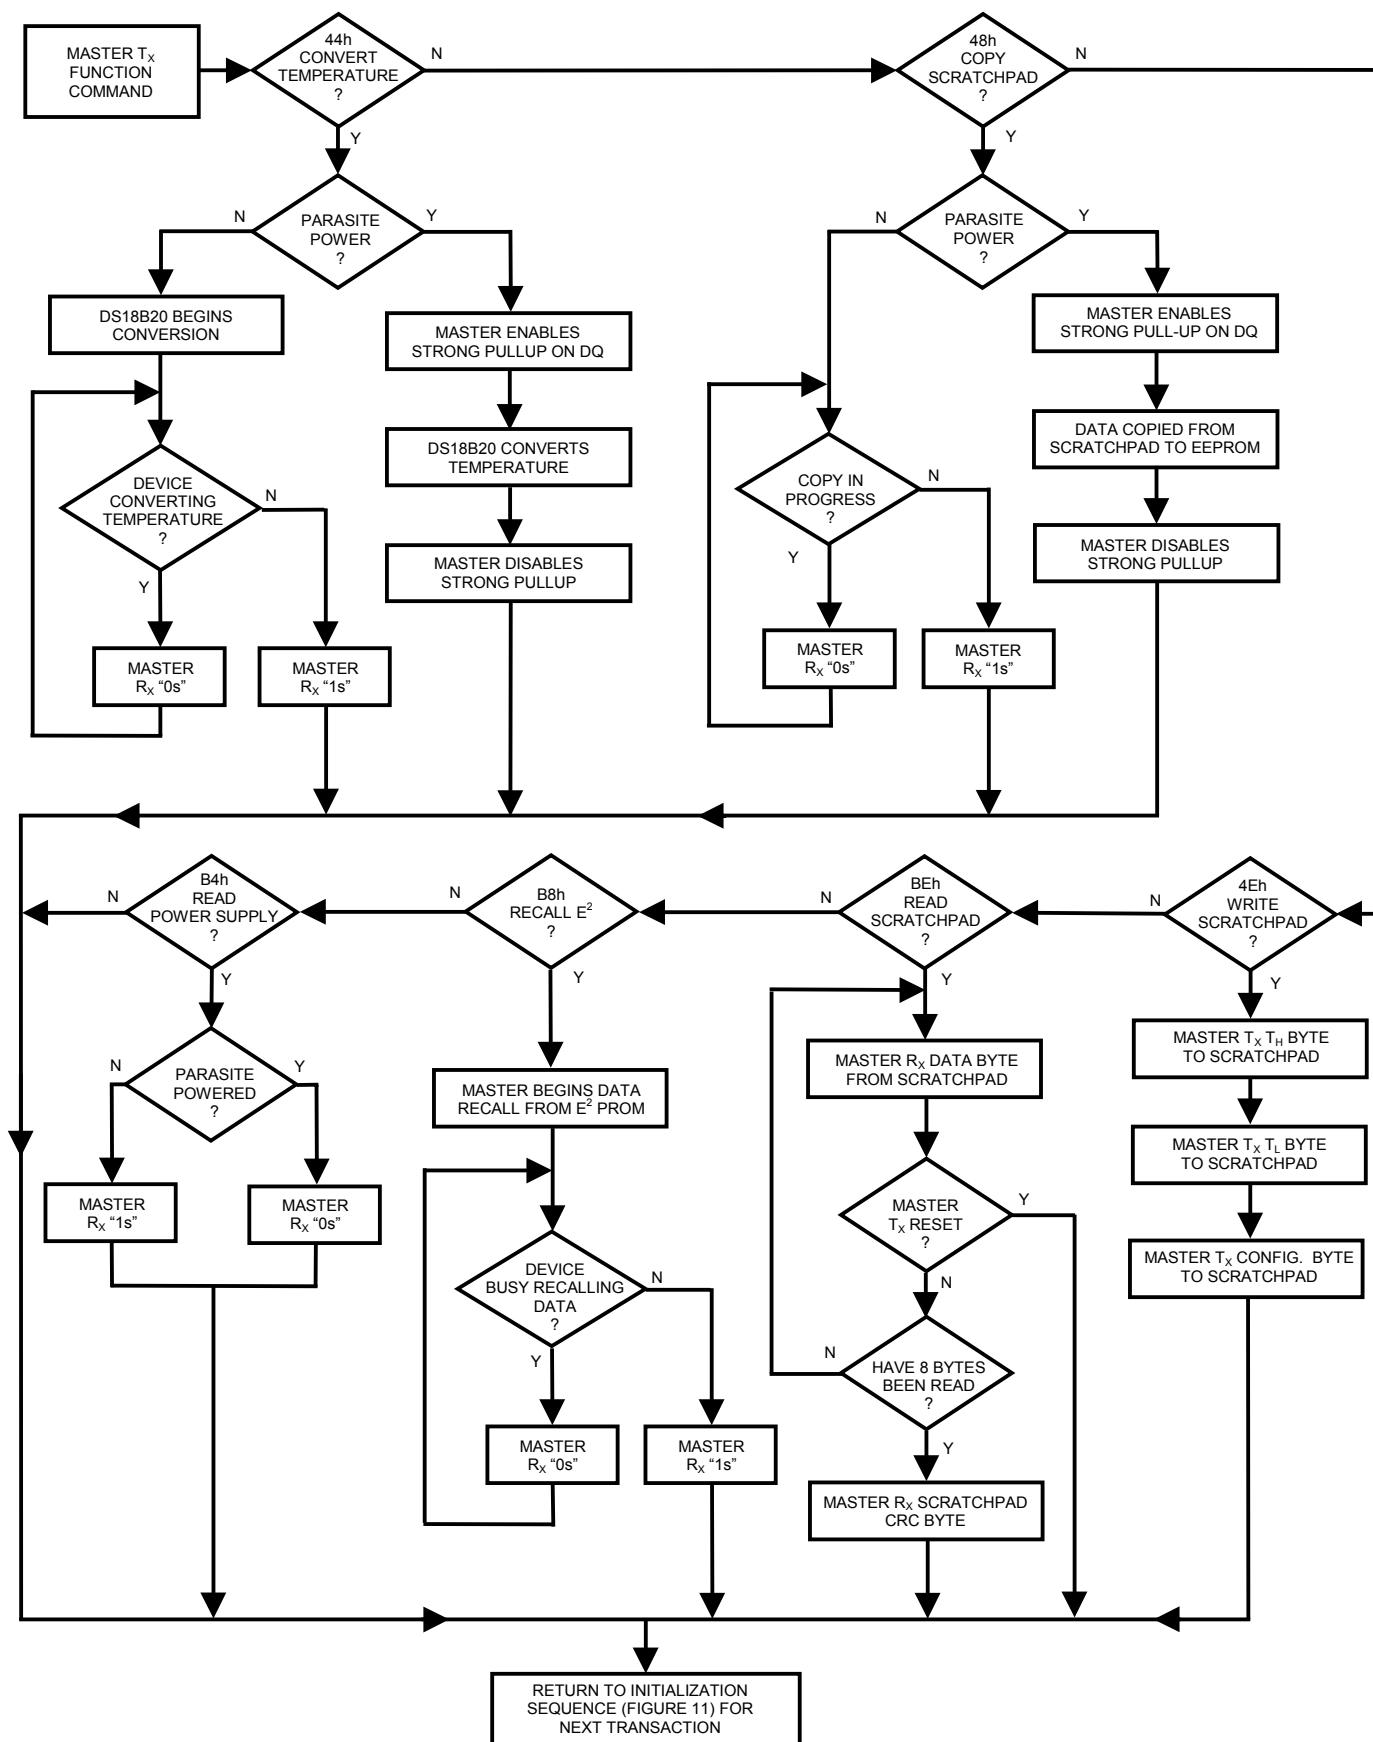 MASTER TX
FUNCTION
COMMAND
44h
CONVERT
TEMPERATURE
?
N
Y
48h
COPY
SCRATCHPAD
?
N
Y
PARASITE
POWER
?
N
Y
DS18B20 BEGINS
CONVERSION
MASTER ENABLES
STRONG PULLUP ON DQ
DEVICE
CONVERTING
TEMPERATURE
?
N
Y
DS18B20 CONVERTS
TEMPERATURE
MASTER DISABLES
STRONG PULLUP
MASTER
RX “0s”
MASTER
RX “1s”
PARASITE
POWER
?
N
Y
MASTER ENABLES
STRONG PULL-UP ON DQ
COPY IN
PROGRESS
?
N
Y
DATA COPIED FROM
SCRATCHPAD TO EEPROM
MASTER DISABLES
STRONG PULLUP
MASTER
RX “0s”
MASTER
RX “1s”
B4h
READ
POWER SUPPLY
?
N
Y
B8h
RECALL E²
?
N
Y
BEh
READ
SCRATCHPAD
?
N
Y
4Eh
WRITE
SCRATCHPAD
?
N
Y
PARASITE
POWERED
?
N
Y
MASTER
RX “1s”
MASTER
RX “0s”
MASTER BEGINS DATA
RECALL FROM E² PROM
DEVICE
BUSY RECALLING
DATA
?
N
Y
MASTER
RX “0s”
MASTER
RX “1s”
MASTER RX DATA BYTE
FROM SCRATCHPAD
MASTER
TX RESET
?
Y
N
HAVE 8 BYTES
BEEN READ
?
N
Y
MASTER RX SCRATCHPAD
CRC BYTE
MASTER TX TH BYTE
TO SCRATCHPAD
MASTER TX TL BYTE
TO SCRATCHPAD
MASTER TX CONFIG. BYTE
TO SCRATCHPAD
RETURN TO INITIALIZATION
SEQUENCE (FIGURE 11) FOR
NEXT TRANSACTION